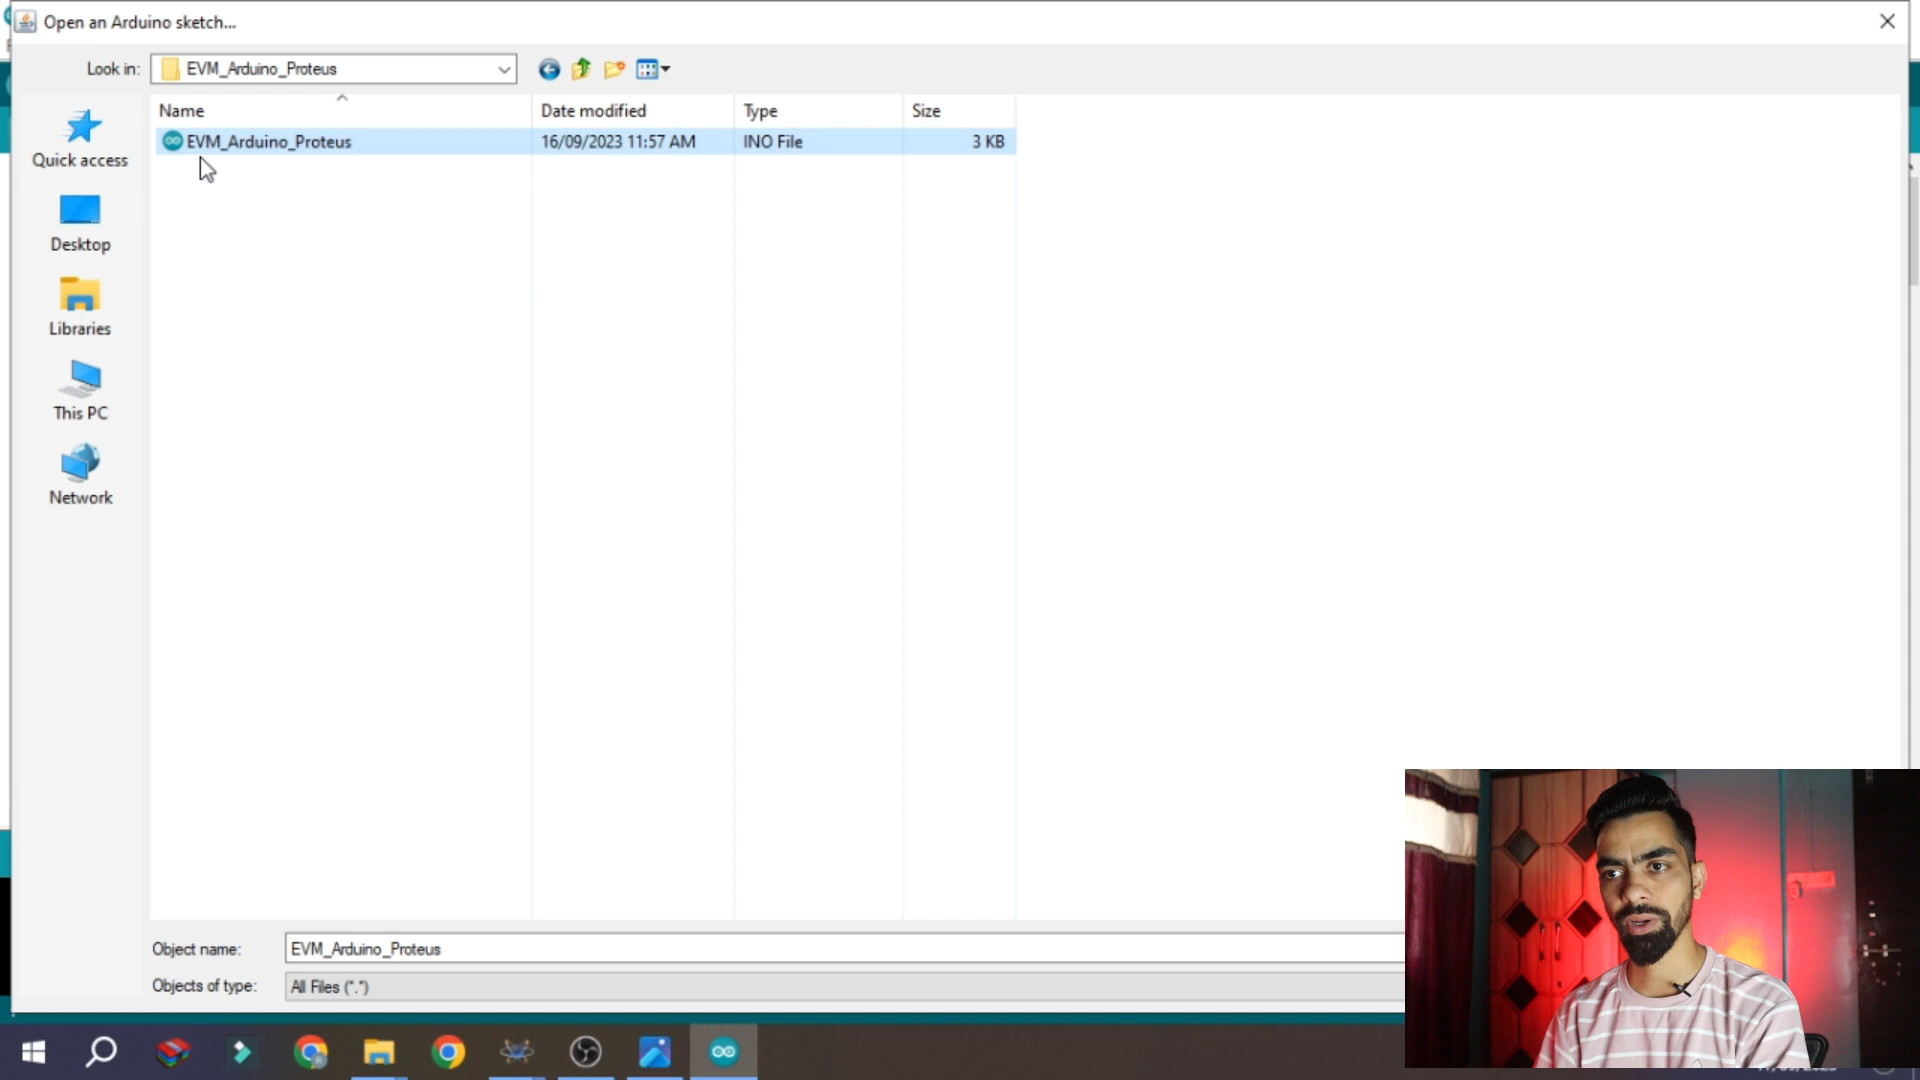 Open an Arduino sketch...
Look in: EVM_Arduino_Proteus
Name Date modified Type Size
EVM_Arduino_Proteus 16/09/2023 11:57 AM INO File 3 KB
Quick access
Desktop
Libraries
This PC
Network
Object name: EVM_Arduino_Proteus
Objects of type: All Files (*.*)